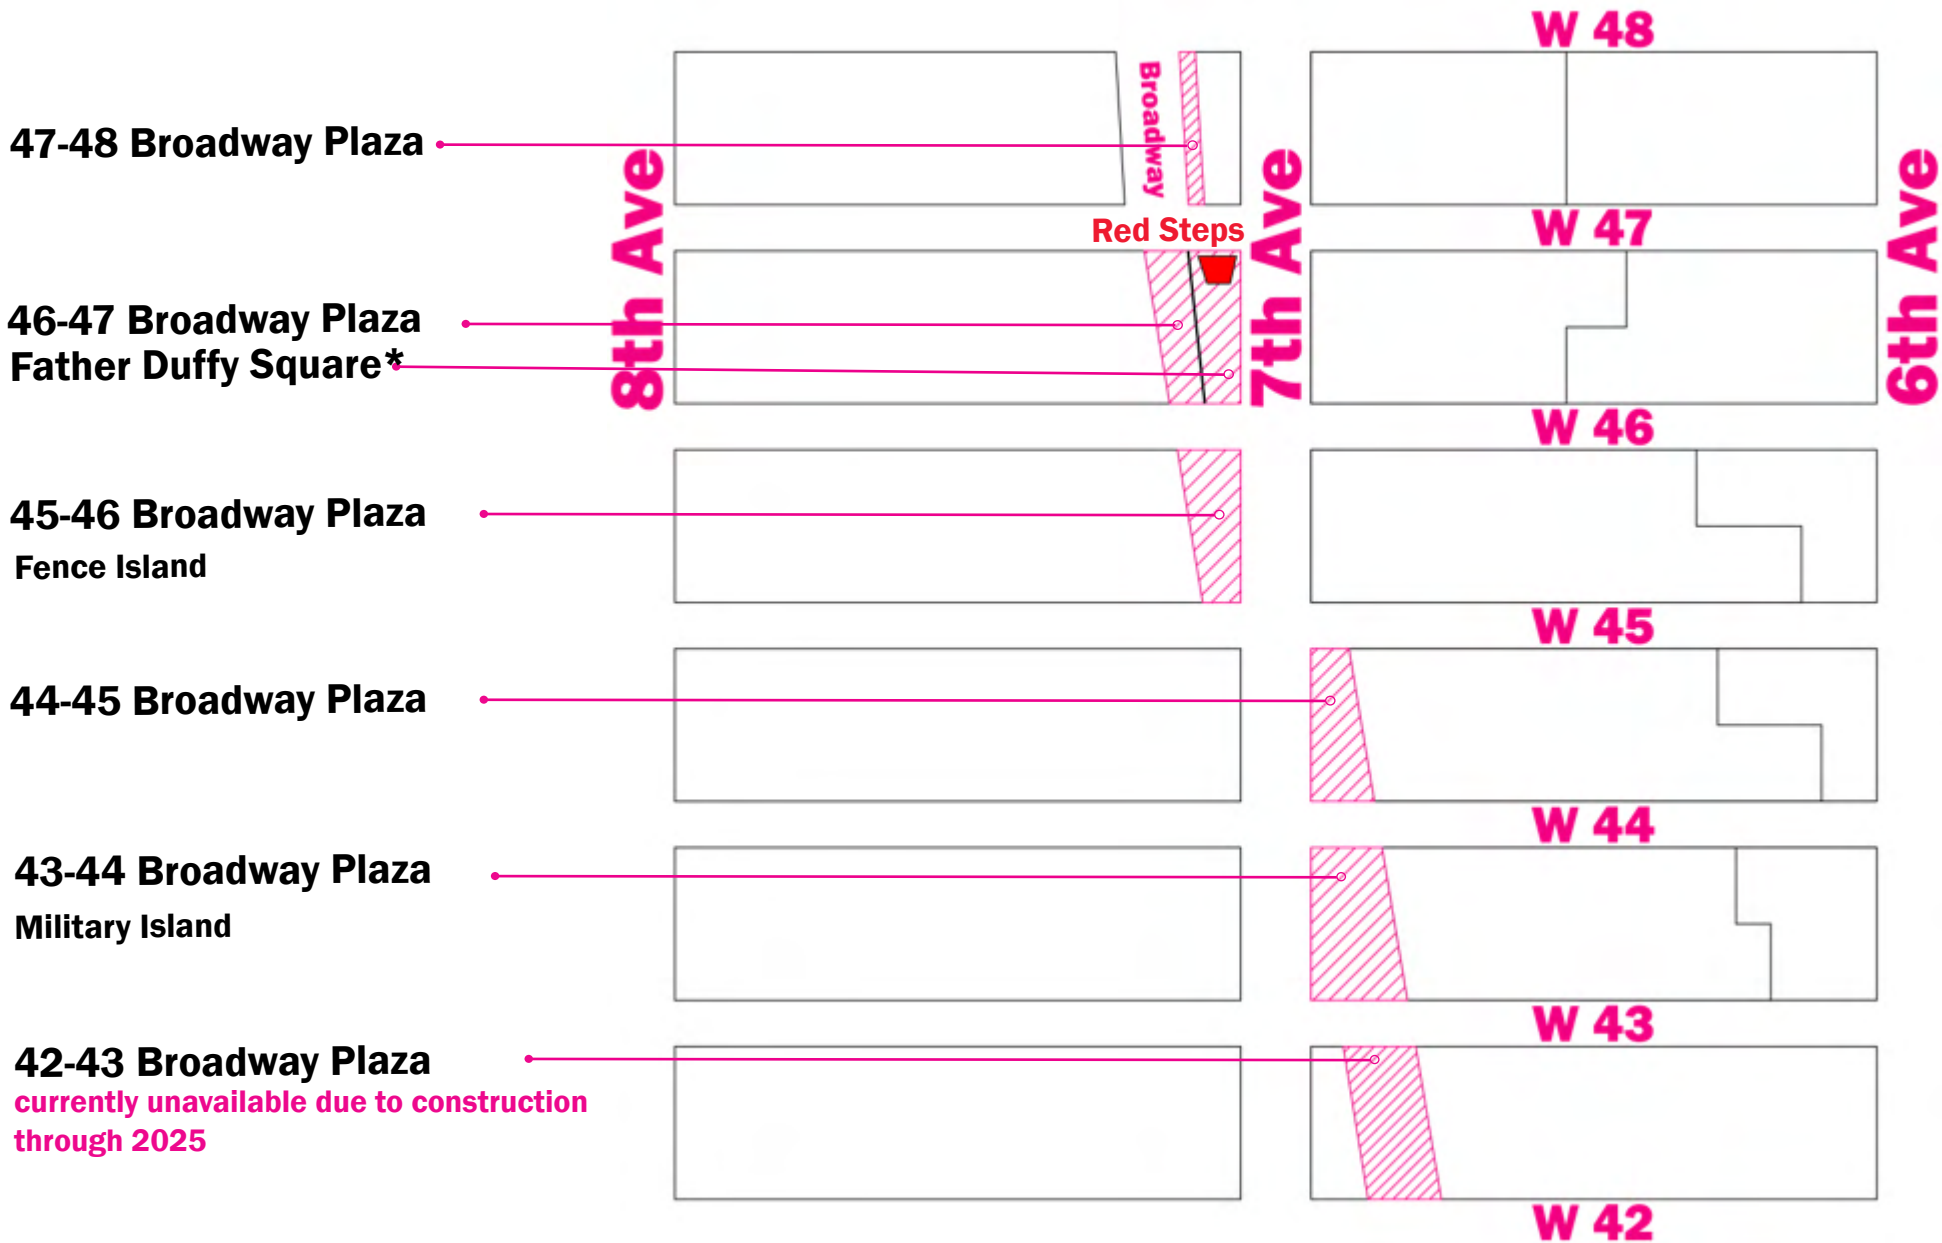 W 48
Broadway
47-48 Broadway Plaza
8th Ave
7th Ave
6th Ave
Red Steps
W 47
46-47 Broadway Plaza
Father Duffy Square*
W 46
45-46 Broadway Plaza
Fence Island
W 45
44-45 Broadway Plaza
W 44
43-44 Broadway Plaza
Military Island
W 43
42-43 Broadway Plaza
currently unavailable due to construction
through 2025
W 42